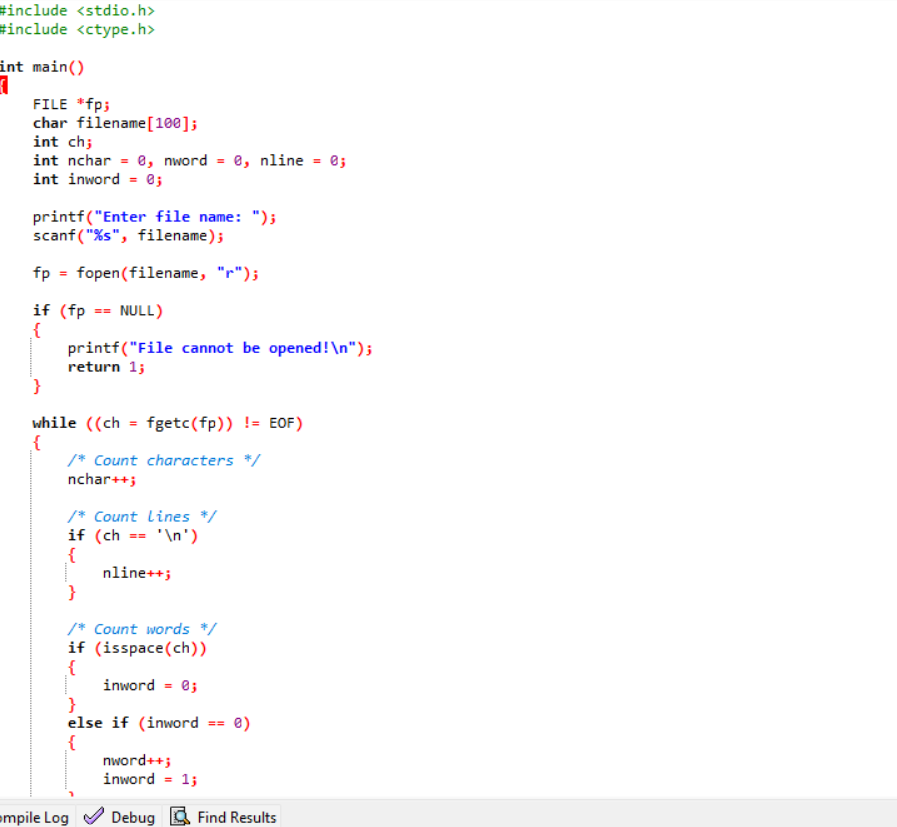 #include <stdio.h>
#include <ctype.h>
int main()
{
FILE *fp;
char filename[100];
int ch;
int nchar = 0, nword = 0, nline = 0;
int inword = 0;
printf("Enter file name: ");
scanf("%s", filename);
fp = fopen(filename, "r");
if (fp == NULL)
{
printf("File cannot be opened!\n");
return 1;
}
while ((ch = fgetc(fp)) != EOF)
{
/* Count characters */
nchar++;
/* Count lines */
if (ch == '\n')
{
nline++;
}
/* Count words */
if (isspace(ch))
{
inword = 0;
}
else if (inword == 0)
{
nword++;
inword = 1;
}
ompile Log Debug Find Results